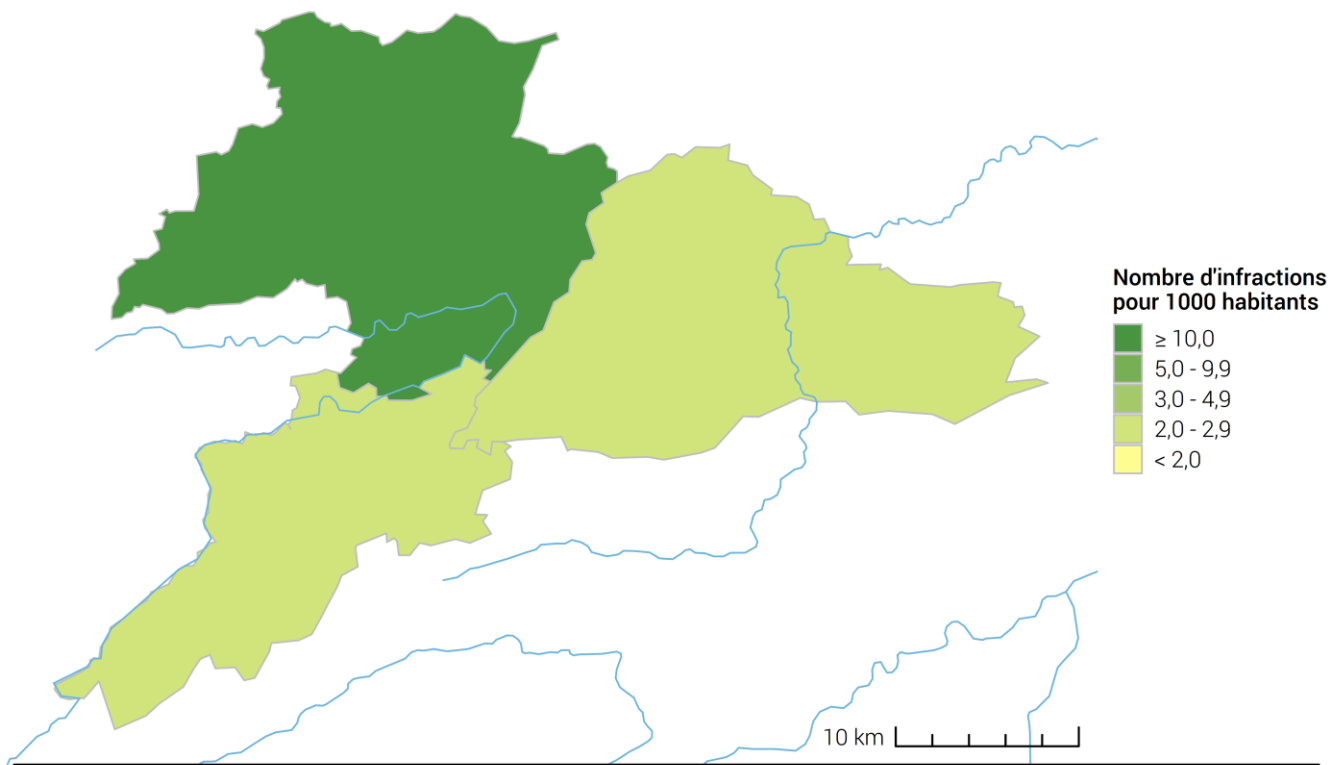 Nombre d'infractions
pour 1000 habitants
≥ 10,0
5,0 - 9,9
3,0 - 4,9
2,0 - 2,9
< 2,0
10 km